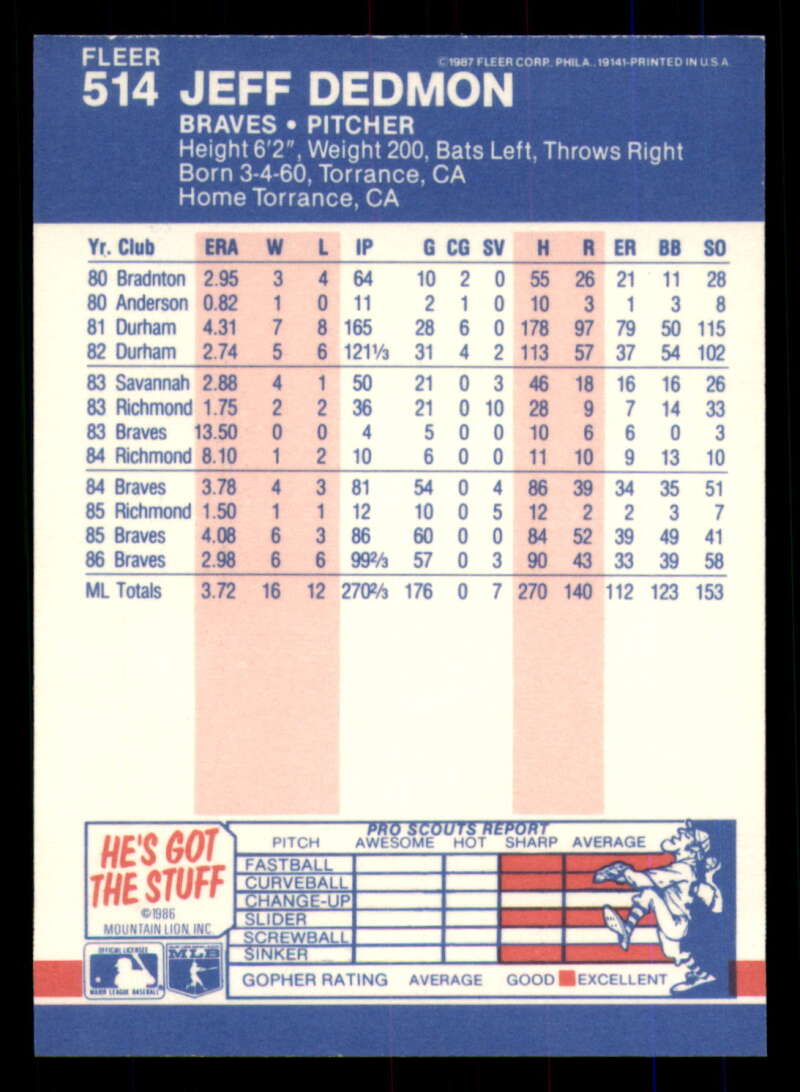 FLEER
©1987 FLEER CORP., PHILA., 19141-PRINTED IN U.S.A.
514 JEFF DEDMON
BRAVES • PITCHER
Height 6'2", Weight 200, Bats Left, Throws Right
Born 3-4-60, Torrance, CA
Home Torrance, CA
Yr. Club ERA W L IP G CG SV H R ER BB SO
80 Bradnton 2.95 3 4 64 10 2 0 55 26 21 11 28
80 Anderson 0.82 1 0 11 2 1 0 10 3 1 3 8
81 Durham 4.31 7 8 165 28 6 0 178 97 79 50 115
82 Durham 2.74 5 6 121⅓ 31 4 2 113 57 37 54 102
83 Savannah 2.88 4 1 50 21 0 3 46 18 16 16 26
83 Richmond 1.75 2 2 36 21 0 10 28 9 7 14 33
83 Braves 13.50 0 0 4 5 0 0 10 6 6 0 3
84 Richmond 8.10 1 2 10 6 0 0 11 10 9 13 10
84 Braves 3.78 4 3 81 54 0 4 86 39 34 35 51
85 Richmond 1.50 1 1 12 10 0 5 12 2 2 3 7
85 Braves 4.08 6 3 86 60 0 0 84 52 39 49 41
86 Braves 2.98 6 6 99⅔ 57 0 3 90 43 33 39 58
ML Totals 3.72 16 12 270⅔ 176 0 7 270 140 112 123 153
HE'S GOT
THE STUFF
©1986
MOUNTAIN LION, INC.
PRO SCOUTS REPORT
PITCH AWESOME HOT SHARP AVERAGE
FASTBALL
CURVEBALL
CHANGE-UP
SLIDER
SCREWBALL
SINKER
GOPHER RATING AVERAGE GOOD EXCELLENT
OFFICIAL LICENSEE
MAJOR LEAGUE BASEBALL
MLB